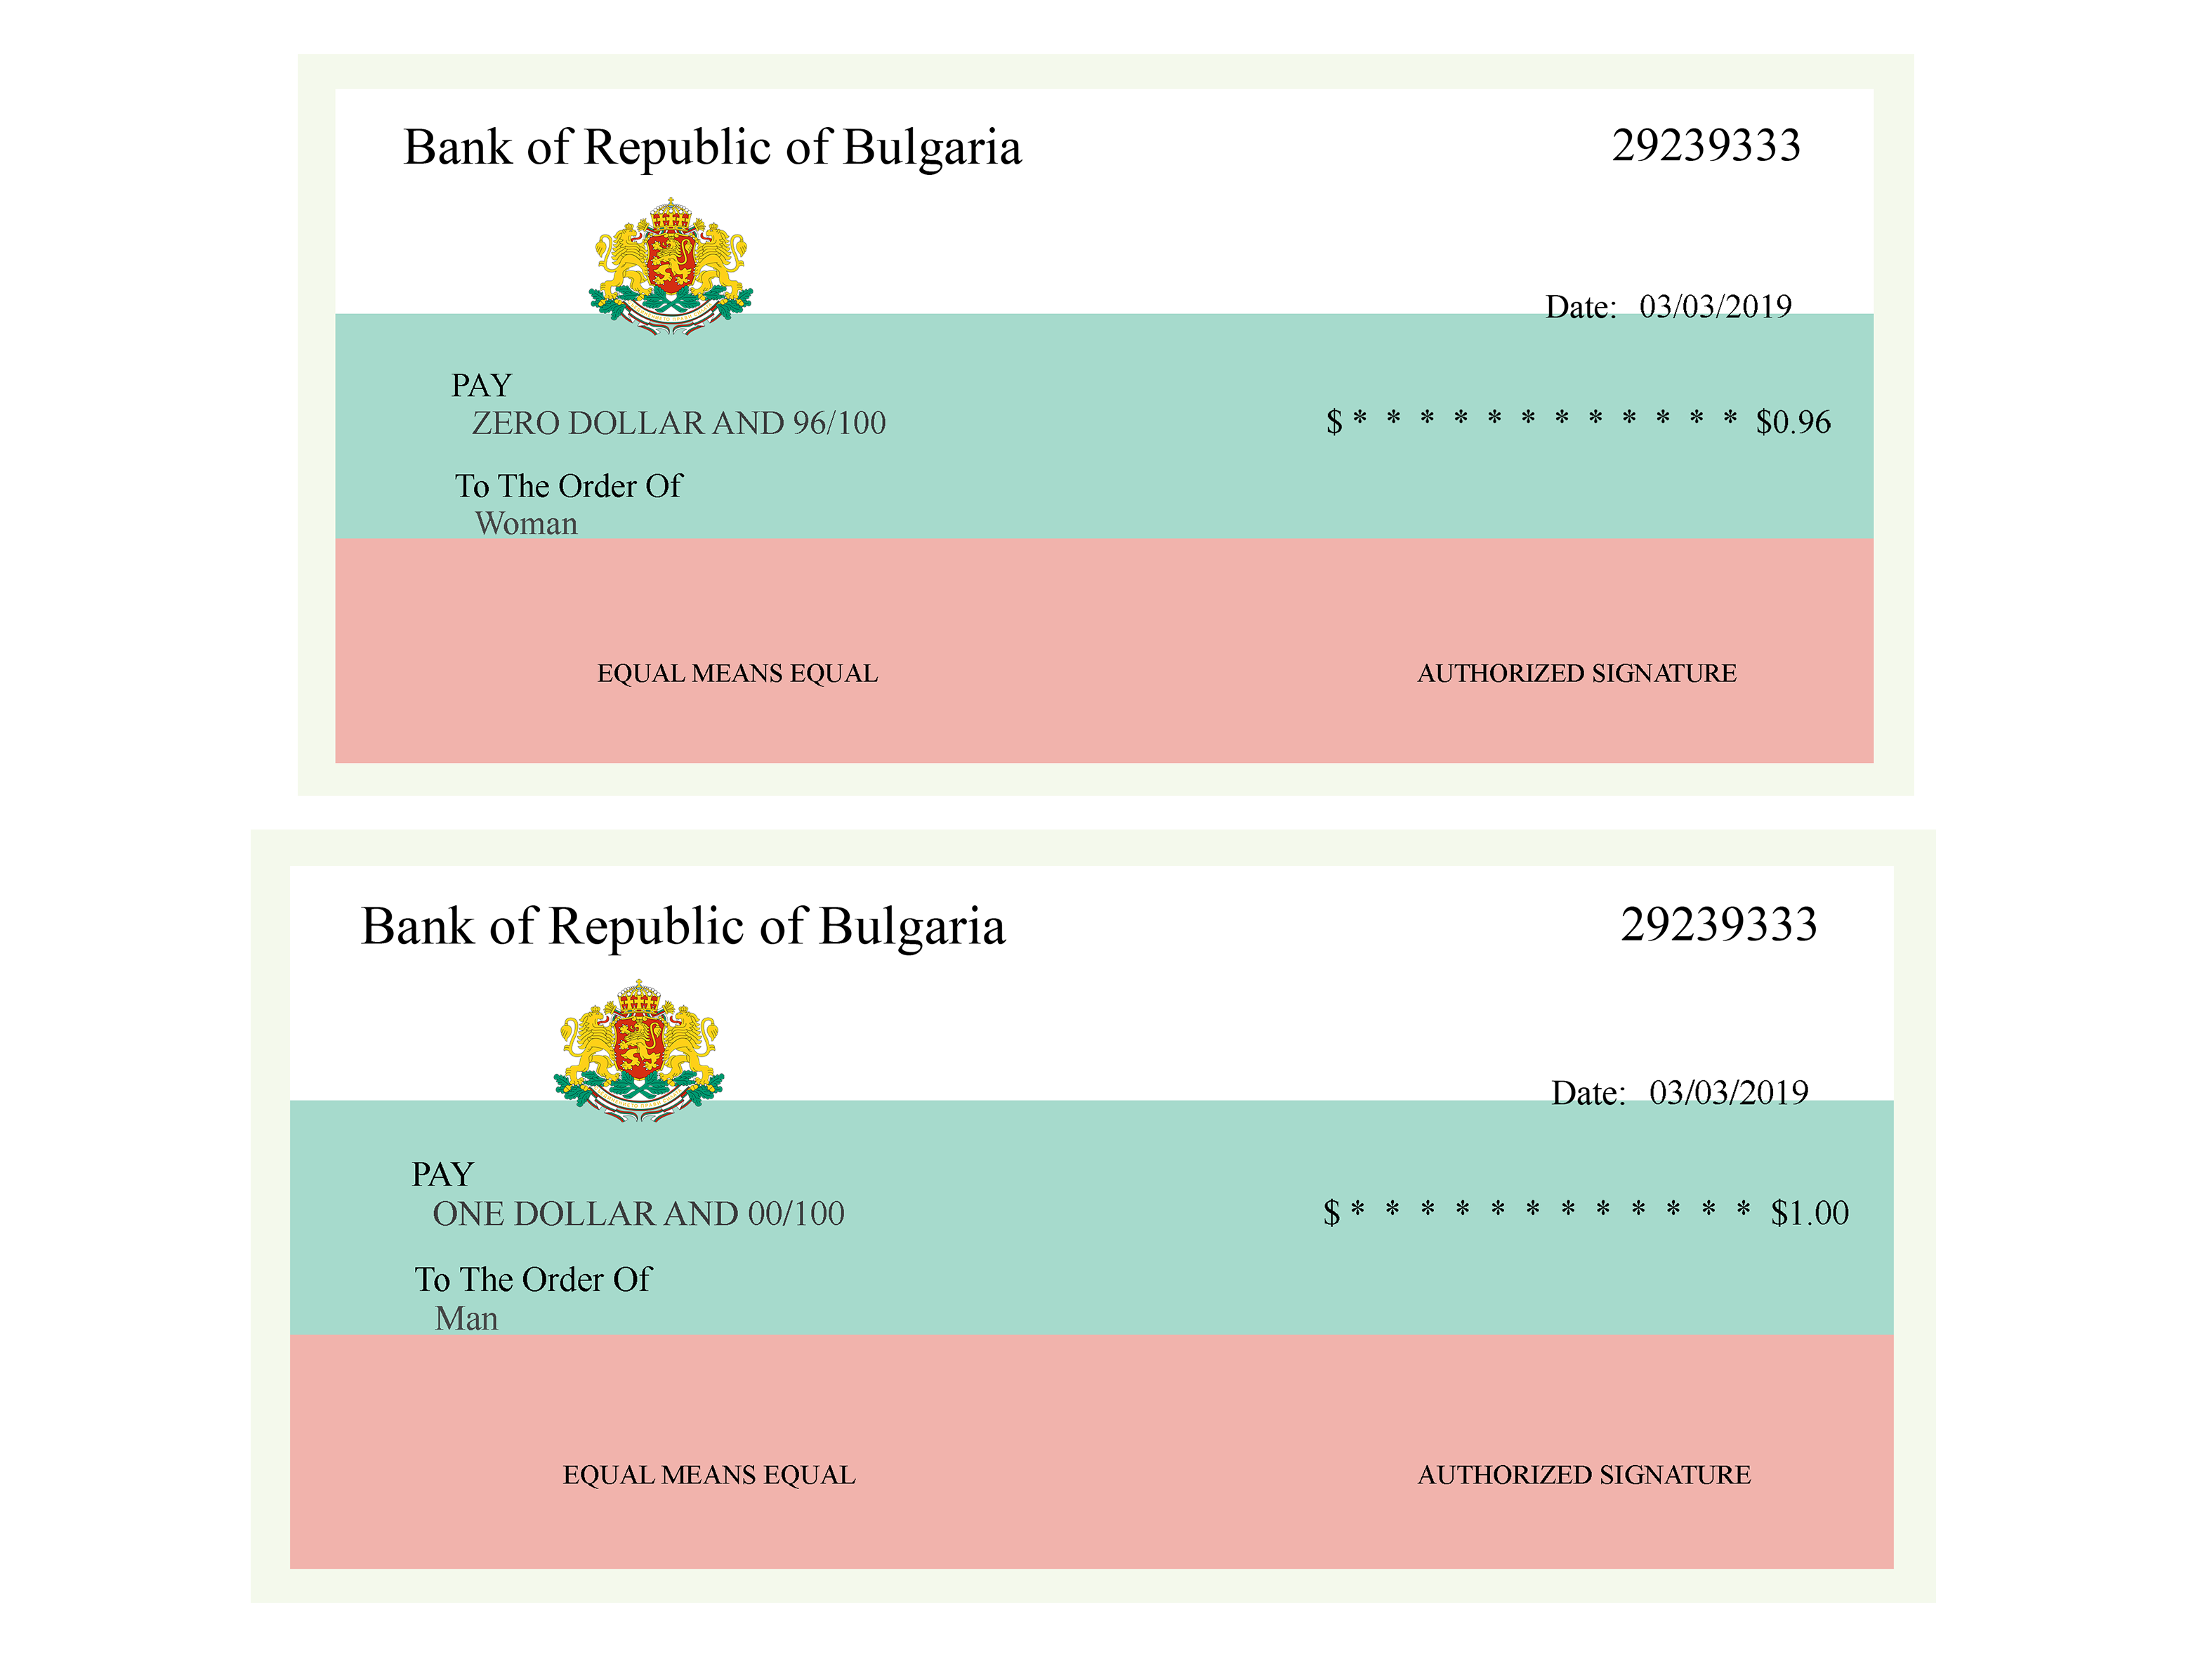 Bank of Republic of Bulgaria 29239333
Date: 03/03/2019
PAY
ZERO DOLLAR AND 96/100 $ * * * * * * * * * * * * $0.96
To The Order Of
Woman
EQUAL MEANS EQUAL AUTHORIZED SIGNATURE
Bank of Republic of Bulgaria 29239333
Date: 03/03/2019
PAY
ONE DOLLAR AND 00/100 $ * * * * * * * * * * * * $1.00
To The Order Of
Man
EQUAL MEANS EQUAL AUTHORIZED SIGNATURE